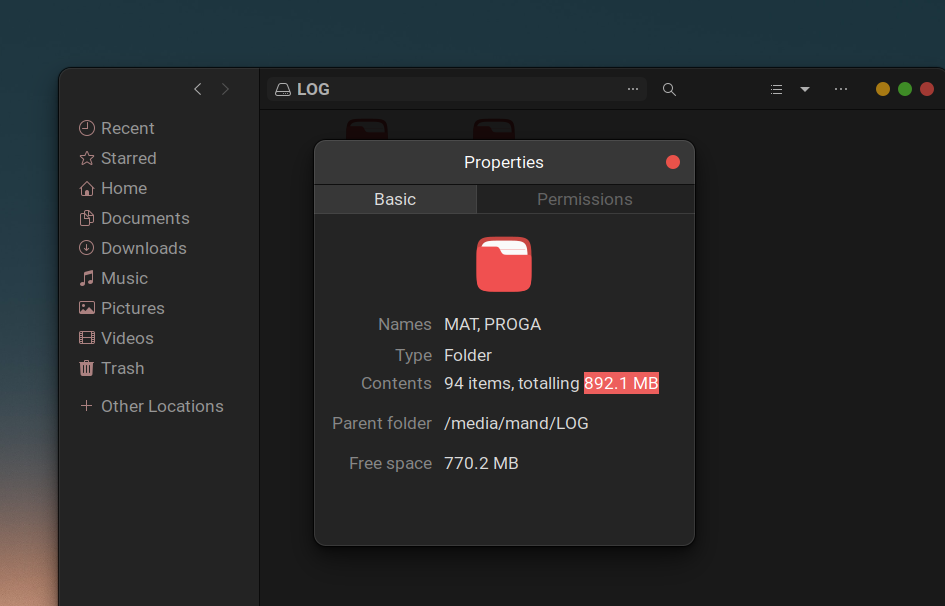 LOG
Recent
Starred
Home
Documents
Downloads
Music
Pictures
Videos
Trash
Other Locations
Properties
Basic
Permissions
Names MAT, PROGA
Type Folder
Contents 94 items, totalling 892.1 MB
Parent folder /media/mand/LOG
Free space 770.2 MB